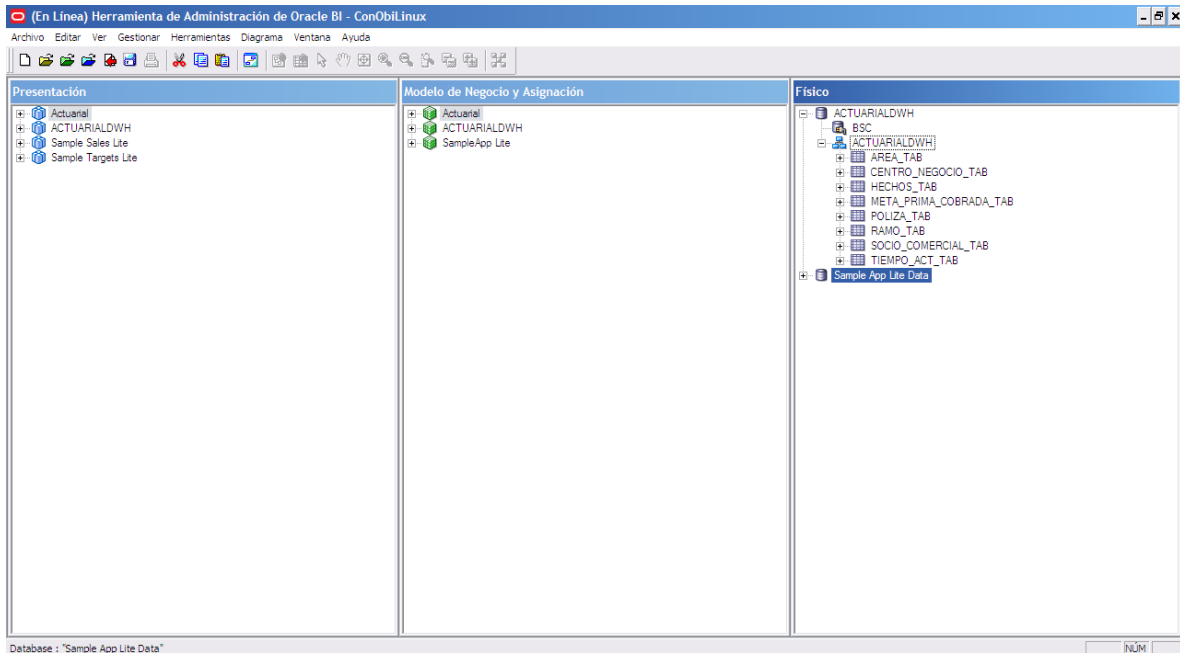 (En Línea) Herramienta de Administración de Oracle BI - ConObiLinux
Archivo Editar Ver Gestionar Herramientas Diagrama Ventana Ayuda
Presentación
Actuarial
ACTUARIALDWH
Sample Sales Lite
Sample Targets Lite
Modelo de Negocio y Asignación
Actuarial
ACTUARIALDWH
SampleApp Lite
Físico
ACTUARIALDWH
BSC
ACTUARIALDWH
AREA_TAB
CENTRO_NEGOCIO_TAB
HECHOS_TAB
META_PRIMA_COBRADA_TAB
POLIZA_TAB
RAMO_TAB
SOCIO_COMERCIAL_TAB
TIEMPO_ACT_TAB
Sample App Lite Data
Database : "Sample App Lite Data"
NÚM